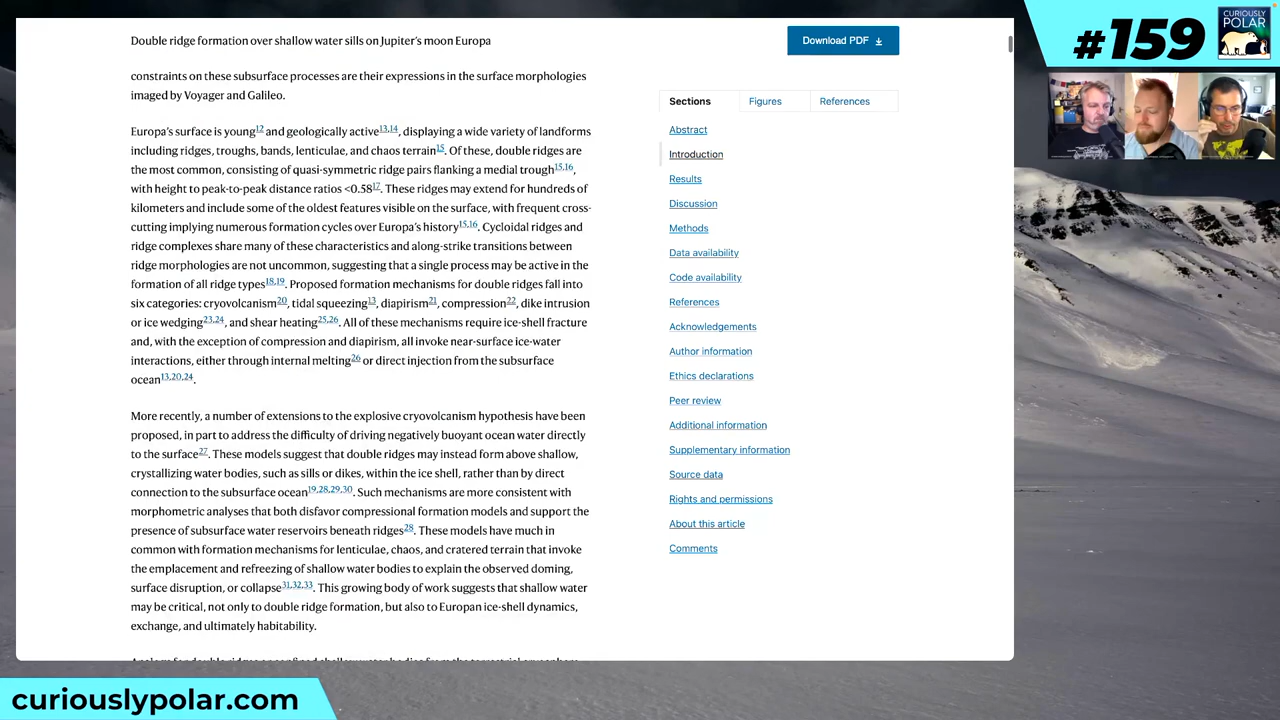 Double ridge formation over shallow water sills on Jupiter's moon Europa
Download PDF
#159
CURIOUSLY
POLAR
constraints on these subsurface processes are their expressions in the surface morphologies
imaged by Voyager and Galileo.
Europa's surface is young12 and geologically active13,14, displaying a wide variety of landforms
including ridges, troughs, bands, lenticulae, and chaos terrain15. Of these, double ridges are
the most common, consisting of quasi-symmetric ridge pairs flanking a medial trough15,16,
with height to peak-to-peak distance ratios <0.5817. These ridges may extend for hundreds of
kilometers and include some of the oldest features visible on the surface, with frequent cross-
cutting implying numerous formation cycles over Europa's history15,16. Cycloidal ridges and
ridge complexes share many of these characteristics and along-strike transitions between
ridge morphologies are not uncommon, suggesting that a single process may be active in the
formation of all ridge types18,19. Proposed formation mechanisms for double ridges fall into
six categories: cryovolcanism20, tidal squeezing13, diapirism21, compression22, dike intrusion
or ice wedging23,24, and shear heating25,26. All of these mechanisms require ice-shell fracture
and, with the exception of compression and diapirism, all invoke near-surface ice-water
interactions, either through internal melting26 or direct injection from the subsurface
ocean13,20,24.
More recently, a number of extensions to the explosive cryovolcanism hypothesis have been
proposed, in part to address the difficulty of driving negatively buoyant ocean water directly
to the surface27. These models suggest that double ridges may instead form above shallow,
crystallizing water bodies, such as sills or dikes, within the ice shell, rather than by direct
connection to the subsurface ocean19,28,29,30. Such mechanisms are more consistent with
morphometric analyses that both disfavor compressional formation models and support the
presence of subsurface water reservoirs beneath ridges28. These models have much in
common with formation mechanisms for lenticulae, chaos, and cratered terrain that invoke
the emplacement and refreezing of shallow water bodies to explain the observed doming,
surface disruption, or collapse31,32,33. This growing body of work suggests that shallow water
may be critical, not only to double ridge formation, but also to Europan ice-shell dynamics,
exchange, and ultimately habitability.
Sections
Figures
References
Abstract
Introduction
Results
Discussion
Methods
Data availability
Code availability
References
Acknowledgements
Author information
Ethics declarations
Peer review
Additional information
Supplementary information
Source data
Rights and permissions
About this article
Comments
curiouslypolar.com